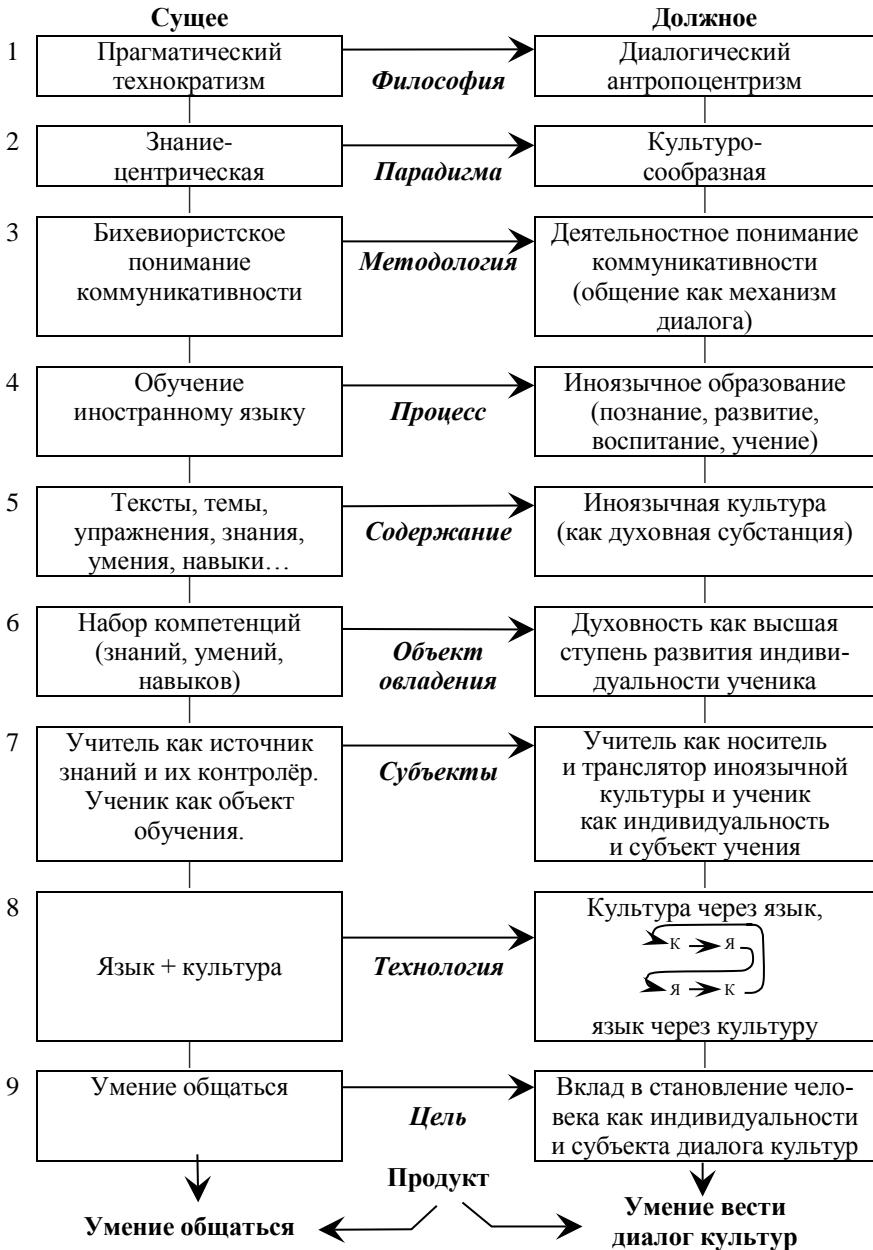 Сущее
Должное
1
Прагматический
технократизм
Философия
Диалогический
антропоцентризм
2
Знание-
центрическая
Парадигма
Культуро-
сообразная
3
Бихевиористское
понимание
коммуникативности
Методология
Деятельностное понимание
коммуникативности
(общение как механизм
диалога)
4
Обучение
иностранному языку
Процесс
Иноязычное образование
(познание, развитие,
воспитание, учение)
5
Тексты, темы,
упражнения, знания,
умения, навыки…
Содержание
Иноязычная культура
(как духовная субстанция)
6
Набор компетенций
(знаний, умений,
навыков)
Объект
овладения
Духовность как высшая
ступень развития индиви-
дуальности ученика
7
Учитель как источник
знаний и их контролёр.
Ученик как объект
обучения.
Субъекты
Учитель как носитель
и транслятор иноязычной
культуры и ученик
как индивидуальность
и субъект учения
8
Язык + культура
Технология
Культура через язык,
К Я
Я К
язык через культуру
9
Умение общаться
Цель
Вклад в становление чело-
века как индивидуальности
и субъекта диалога культур
Продукт
Умение общаться
Умение вести
диалог культур